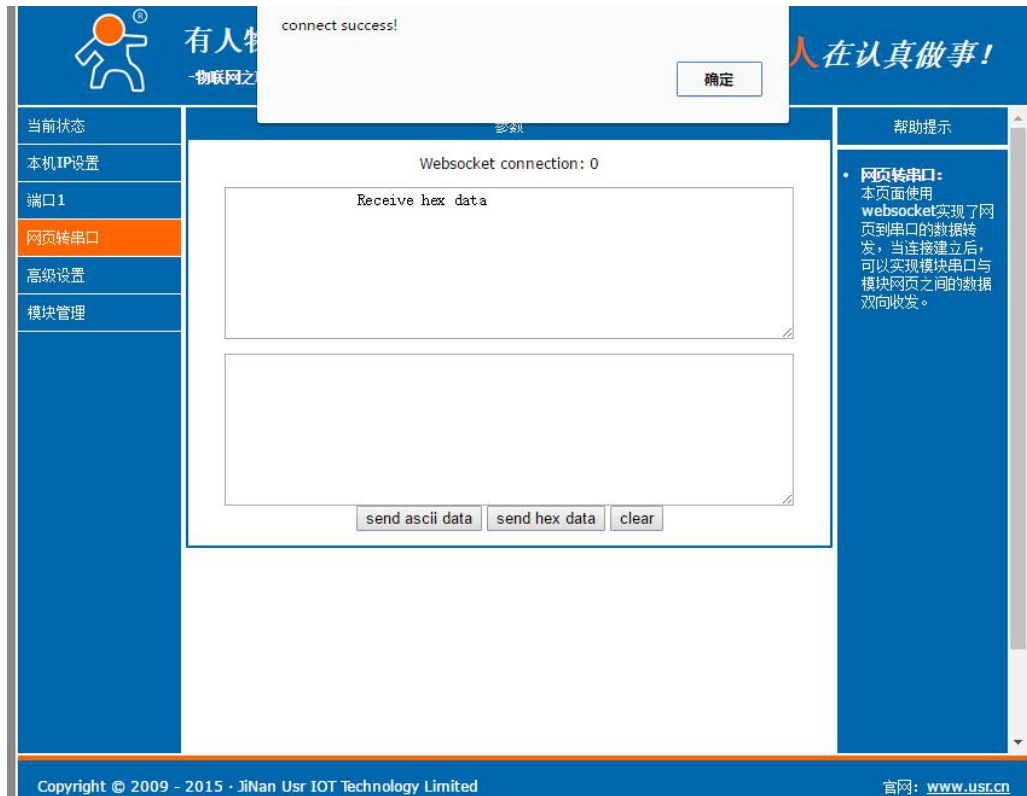 ®
有人物
-物联网之
人在认真做事!
connect success!
确定
当前状态
本机IP设置
端口1
网页转串口
高级设置
模块管理
参数
Websocket connection: 0
Receive hex data
send ascii data
send hex data
clear
帮助提示
• 网页转串口:
本页面使用
websocket实现了网
页到串口的数据转
发，当连接建立后，
可以实现模块串口与
模块网页之间的数据
双向收发。
Copyright © 2009 - 2015 · JiNan Usr IOT Technology Limited
官网: www.usr.cn